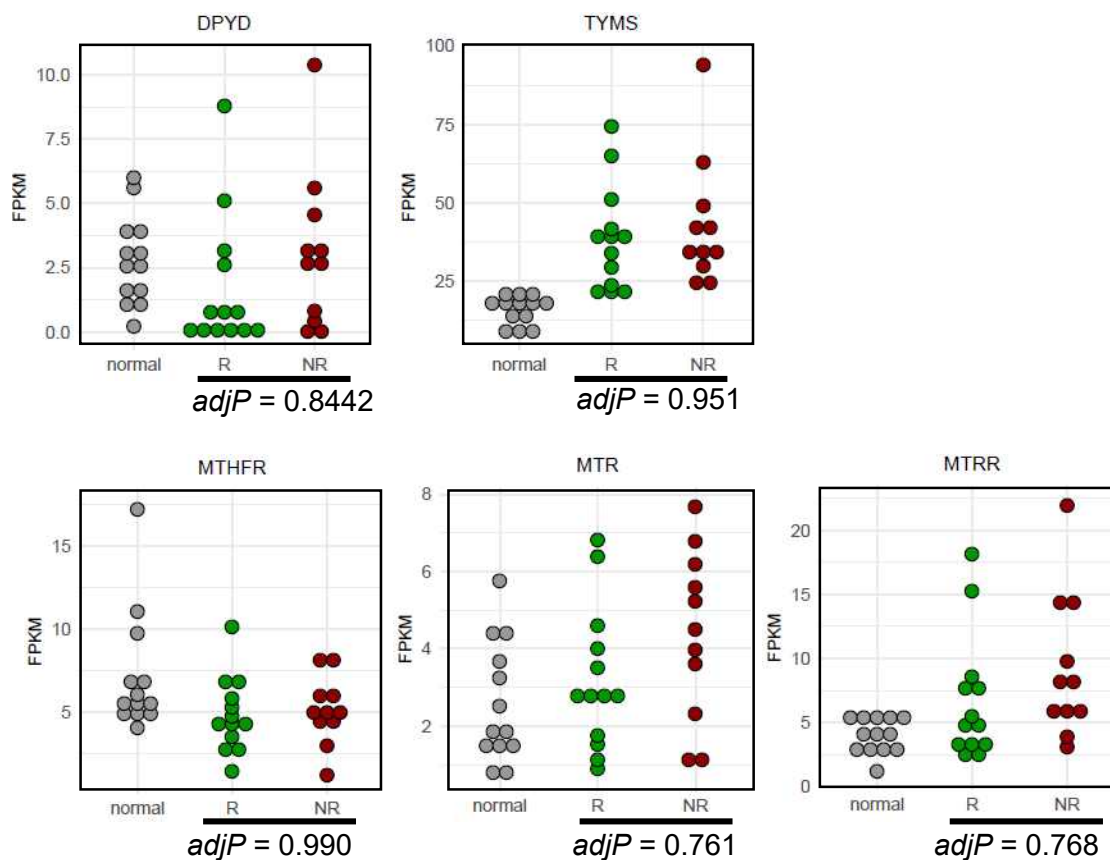 DPYD
FPKM
10.0
7.5
5.0
2.5
0.0
normal R NR
adjP = 0.8442
TYMS
FPKM
100
75
50
25
normal R NR
adjP = 0.951
MTHFR
FPKM
15
10
5
normal R NR
adjP = 0.990
MTR
FPKM
8
6
4
2
normal R NR
adjP = 0.761
MTRR
FPKM
20
15
10
5
0
normal R NR
adjP = 0.768